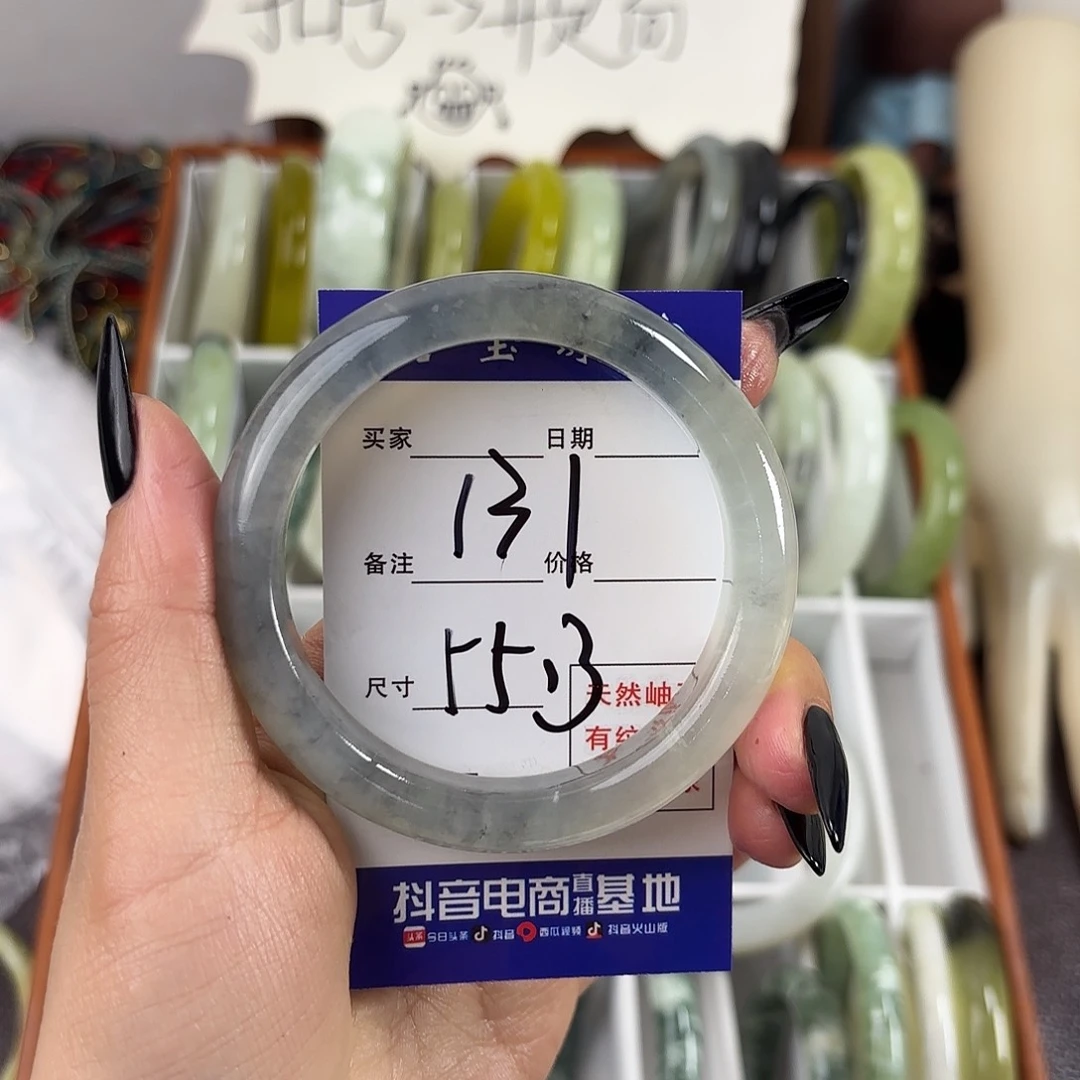 玉
买家 日期
131
备注 价格
尺寸 55.3
天然岫
有纹
抖音电商直播基地
今日头条 抖音 西瓜视频 抖音火山版